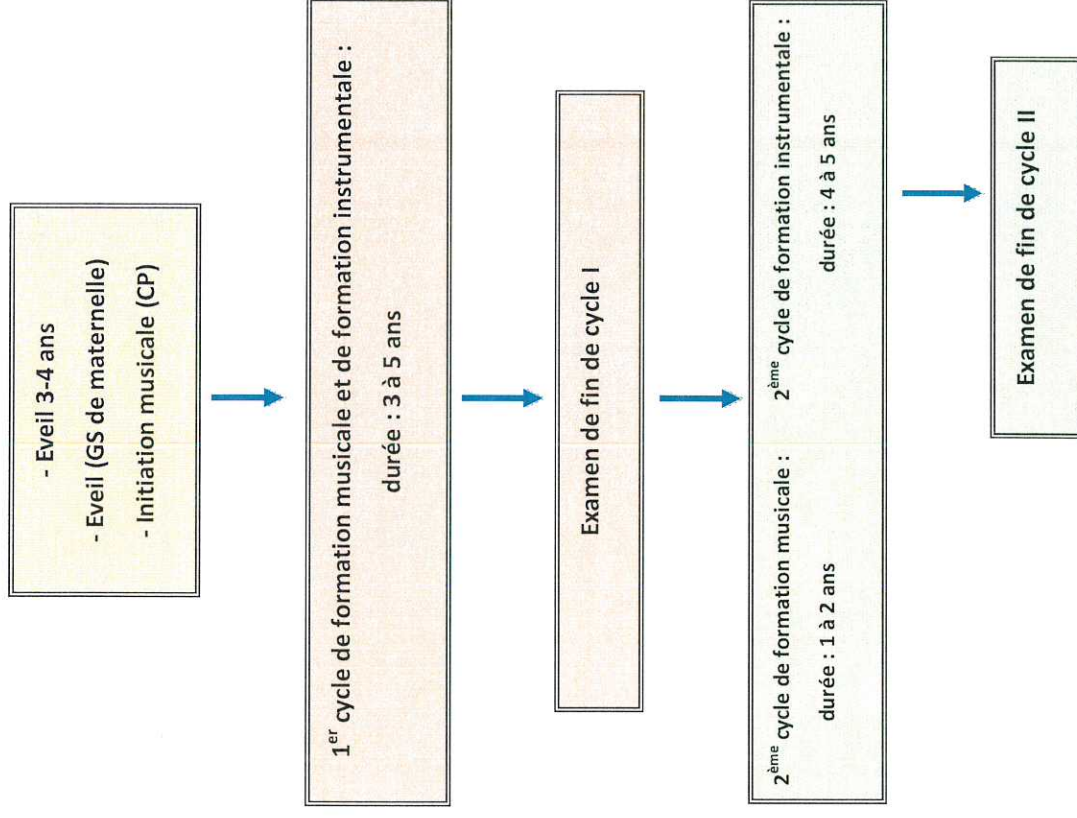 - Eveil 3-4 ans
- Eveil (GS de maternelle)
- Initiation musicale (CP)
1er cycle de formation musicale et de formation instrumentale :
durée : 3 à 5 ans
Examen de fin de cycle I
2ème cycle de formation musicale :
durée : 1 à 2 ans
2ème cycle de formation instrumentale :
durée : 4 à 5 ans
Examen de fin de cycle II